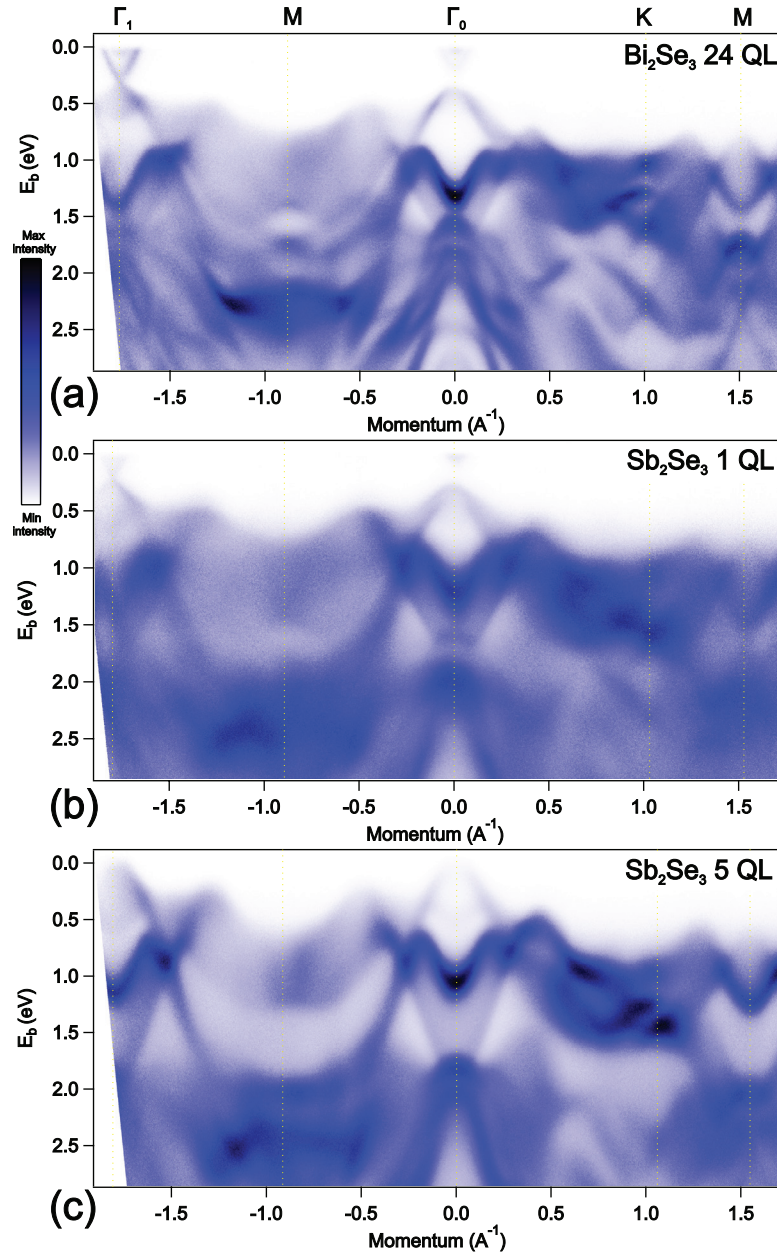 Γ1 M Γ0 K M
Bi2Se3 24 QL
0.0
0.5
1.0
1.5
2.0
2.5
Eb (eV)
Max
intensity
Min
intensity
-1.5 -1.0 -0.5 0.0 0.5 1.0 1.5
Momentum (A-1)
(a)
Sb2Se3 1 QL
0.0
0.5
1.0
1.5
2.0
2.5
Eb (eV)
-1.5 -1.0 -0.5 0.0 0.5 1.0 1.5
Momentum (A-1)
(b)
Sb2Se3 5 QL
0.0
0.5
1.0
1.5
2.0
2.5
Eb (eV)
-1.5 -1.0 -0.5 0.0 0.5 1.0 1.5
Momentum (A-1)
(c)